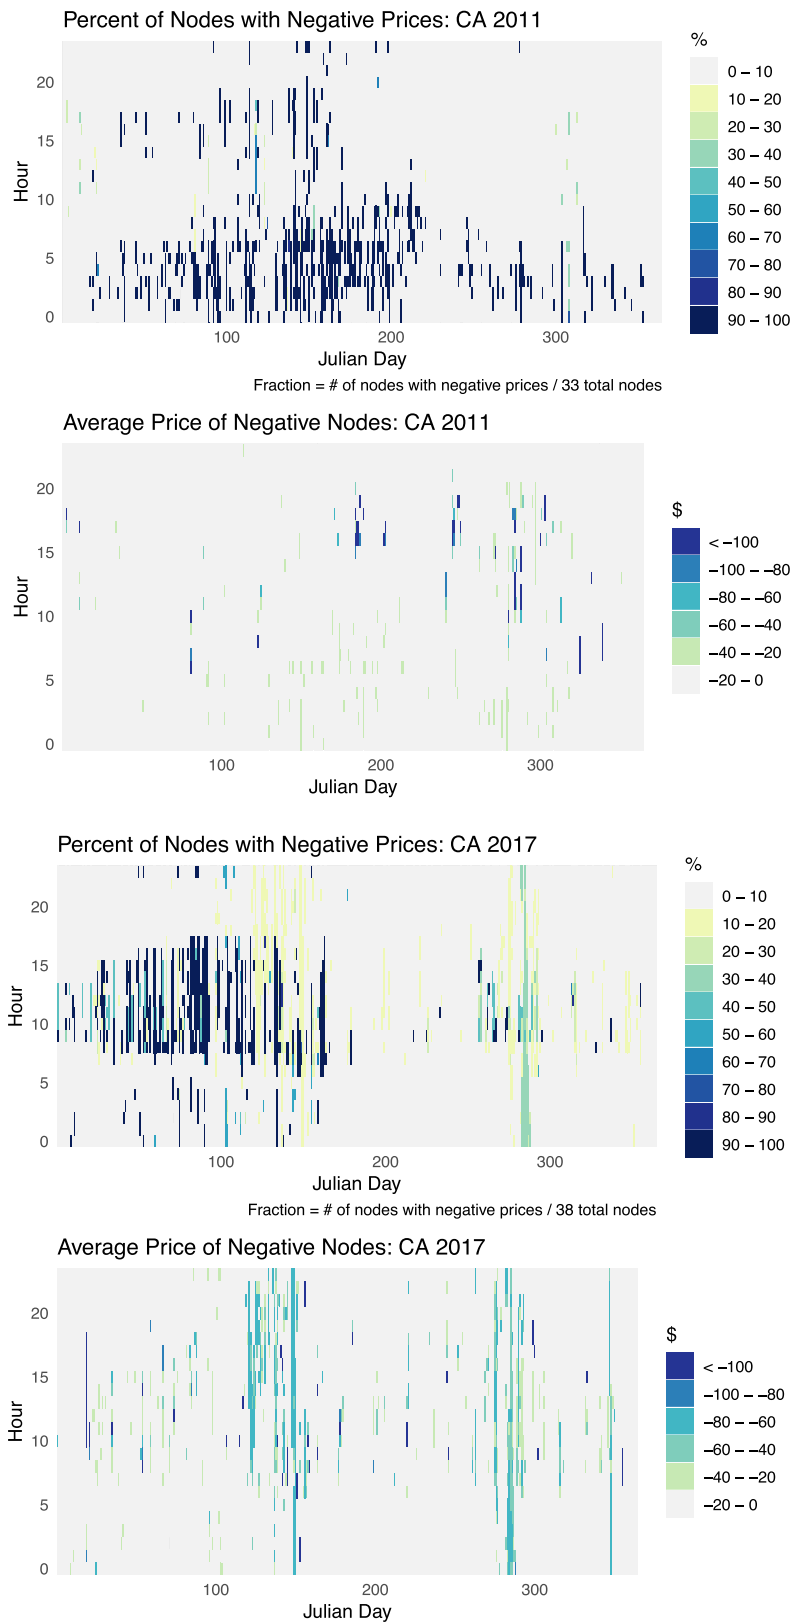 Percent of Nodes with Negative Prices: CA 2011
%
0 – 10
10 – 20
20 – 30
30 – 40
40 – 50
50 – 60
60 – 70
70 – 80
80 – 90
90 – 100
Hour
20
15
10
5
0
100
200
300
Julian Day
Fraction = # of nodes with negative prices / 33 total nodes
Average Price of Negative Nodes: CA 2011
$
< –100
–100 – –80
–80 – –60
–60 – –40
–40 – –20
–20 – 0
Hour
20
15
10
5
0
100
200
300
Julian Day
Percent of Nodes with Negative Prices: CA 2017
%
0 – 10
10 – 20
20 – 30
30 – 40
40 – 50
50 – 60
60 – 70
70 – 80
80 – 90
90 – 100
Hour
20
15
10
5
0
100
200
300
Julian Day
Fraction = # of nodes with negative prices / 38 total nodes
Average Price of Negative Nodes: CA 2017
$
< –100
–100 – –80
–80 – –60
–60 – –40
–40 – –20
–20 – 0
Hour
20
15
10
5
0
100
200
300
Julian Day